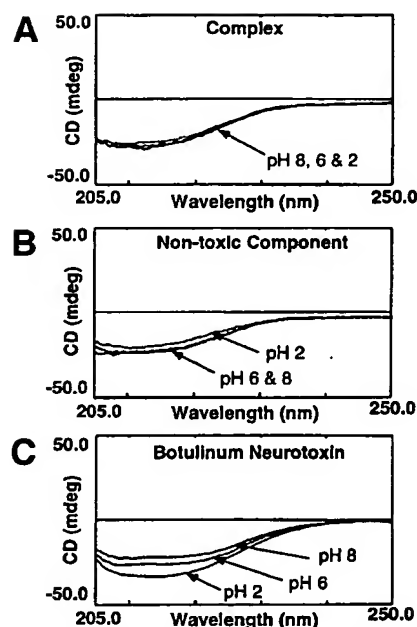 A
50.0
Complex
CD (mdeg)
pH 8, 6 & 2
-50.0
205.0
Wavelength (nm)
250.0
B
50.0
Non-toxic Component
CD (mdeg)
pH 2
pH 6 & 8
-50.0
205.0
Wavelength (nm)
250.0
C
50.0
Botulinum Neurotoxin
CD (mdeg)
pH 8
pH 6
pH 2
-50.0
205.0
Wavelength (nm)
250.0